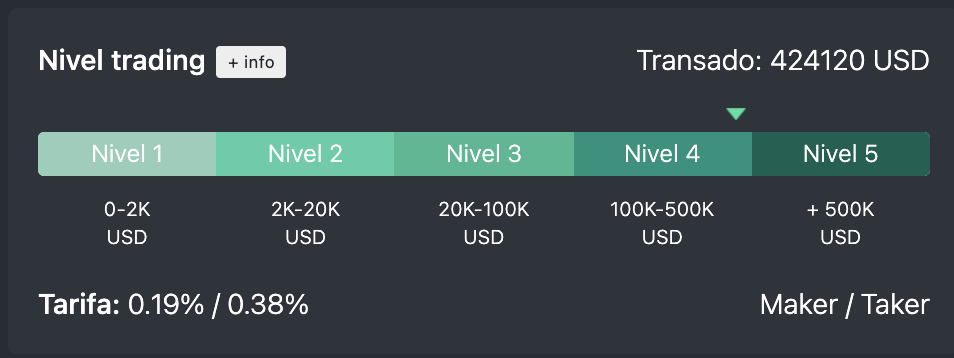 Nivel trading + info Transado: 424120 USD
Nivel 1 Nivel 2 Nivel 3 Nivel 4 Nivel 5
0-2K 2K-20K 20K-100K 100K-500K + 500K
USD USD USD USD USD
Tarifa: 0.19% / 0.38% Maker / Taker